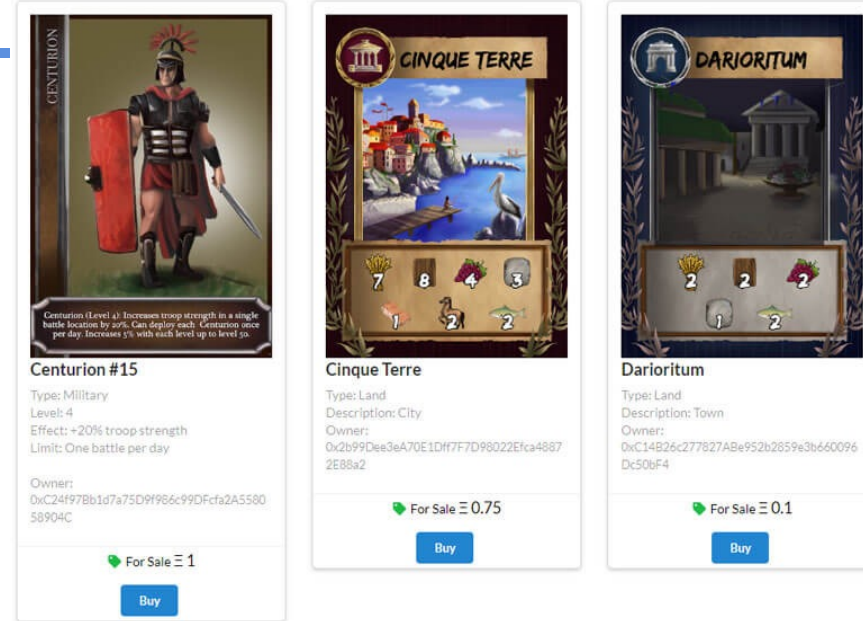 CENTURION
Centurion (Level 4): Increases troop strength in a single
battle location by 20%. Can deploy each Centurion once
per day. Increases 5% with each level up to level 50.
Centurion #15
Type: Military
Level: 4
Effect: +20% troop strength
Limit: One battle per day
Owner:
0xC24f97Bb1d7a75D9f986c99DFcfa2A5580
58904C
For Sale Ξ 1
Buy
CINQUE TERRE
7 8 4 3
1 2 2
Cinque Terre
Type: Land
Description: City
Owner:
0x2b99Dee3eA70E1Dff7F7D98022Efca4887
2E88a2
For Sale Ξ 0.75
Buy
DARIORITUM
2 2 2
1 2
Darioritum
Type: Land
Description: Town
Owner:
0xC14B26c277827ABe952b2859e3b660096
Dc50bF4
For Sale Ξ 0.1
Buy